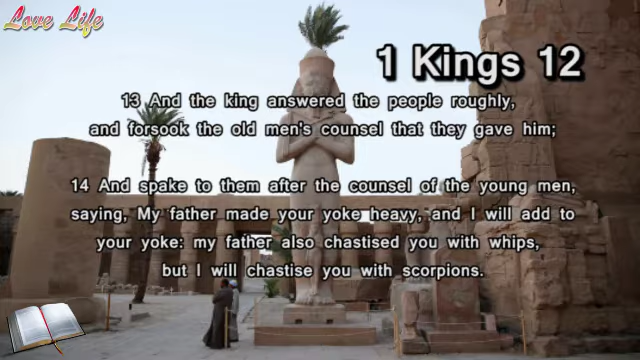 Love Life
1 Kings 12
13 And the king answered the people roughly,
and forsook the old men's counsel that they gave him;
14 And spake to them after the counsel of the young men,
saying, My father made your yoke heavy, and I will add to
your yoke: my father also chastised you with whips,
but I will chastise you with scorpions.